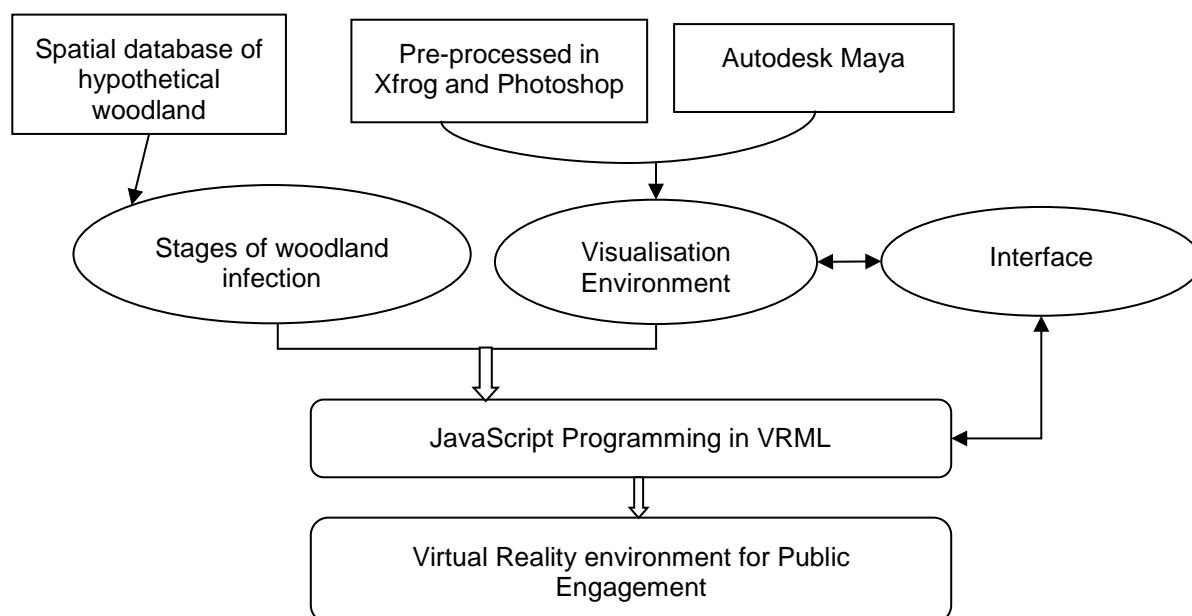 Spatial database of
hypothetical
woodland
Pre-processed in
Xfrog and Photoshop
Autodesk Maya
Stages of woodland
infection
Visualisation
Environment
Interface
JavaScript Programming in VRML
Virtual Reality environment for Public
Engagement